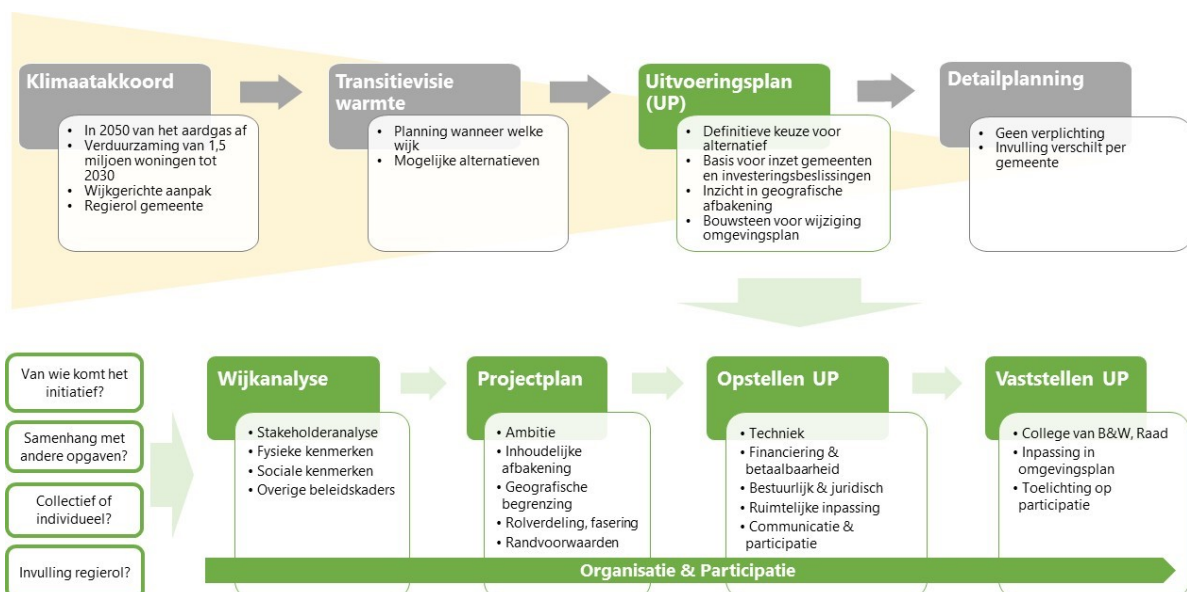 Klimaatakkoord
• In 2050 van het aardgas af
• Verduurzaming van 1,5
miljoen woningen tot
2030
• Wijkgerichte aanpak
• Regierol gemeente
Transitievisie
warmte
• Planning wanneer welke
wijk
• Mogelijke alternatieven
Uitvoeringsplan
(UP)
• Definitieve keuze voor
alternatief
• Basis voor inzet gemeenten
en investeringsbeslissingen
• Inzicht in geografische
afbakening
• Bouwsteen voor wijziging
omgevingsplan
Detailplanning
• Geen verplichting
• Invulling verschilt per
gemeente
Van wie komt het
initiatief?
Samenhang met
andere opgaven?
Collectief of
individueel?
Invulling regierol?
Wijkanalyse
• Stakeholderanalyse
• Fysieke kenmerken
• Sociale kenmerken
• Overige beleidskaders
Projectplan
• Ambitie
• Inhoudelijke
afbakening
• Geografische
begrenzing
• Rolverdeling, fasering
• Randvoorwaarden
Opstellen UP
• Techniek
• Financiering &
betaalbaarheid
• Bestuurlijk & juridisch
• Ruimtelijke inpassing
• Communicatie &
participatie
Vaststellen UP
• College van B&W, Raad
• Inpassing in
omgevingsplan
• Toelichting op
participatie
Organisatie & Participatie